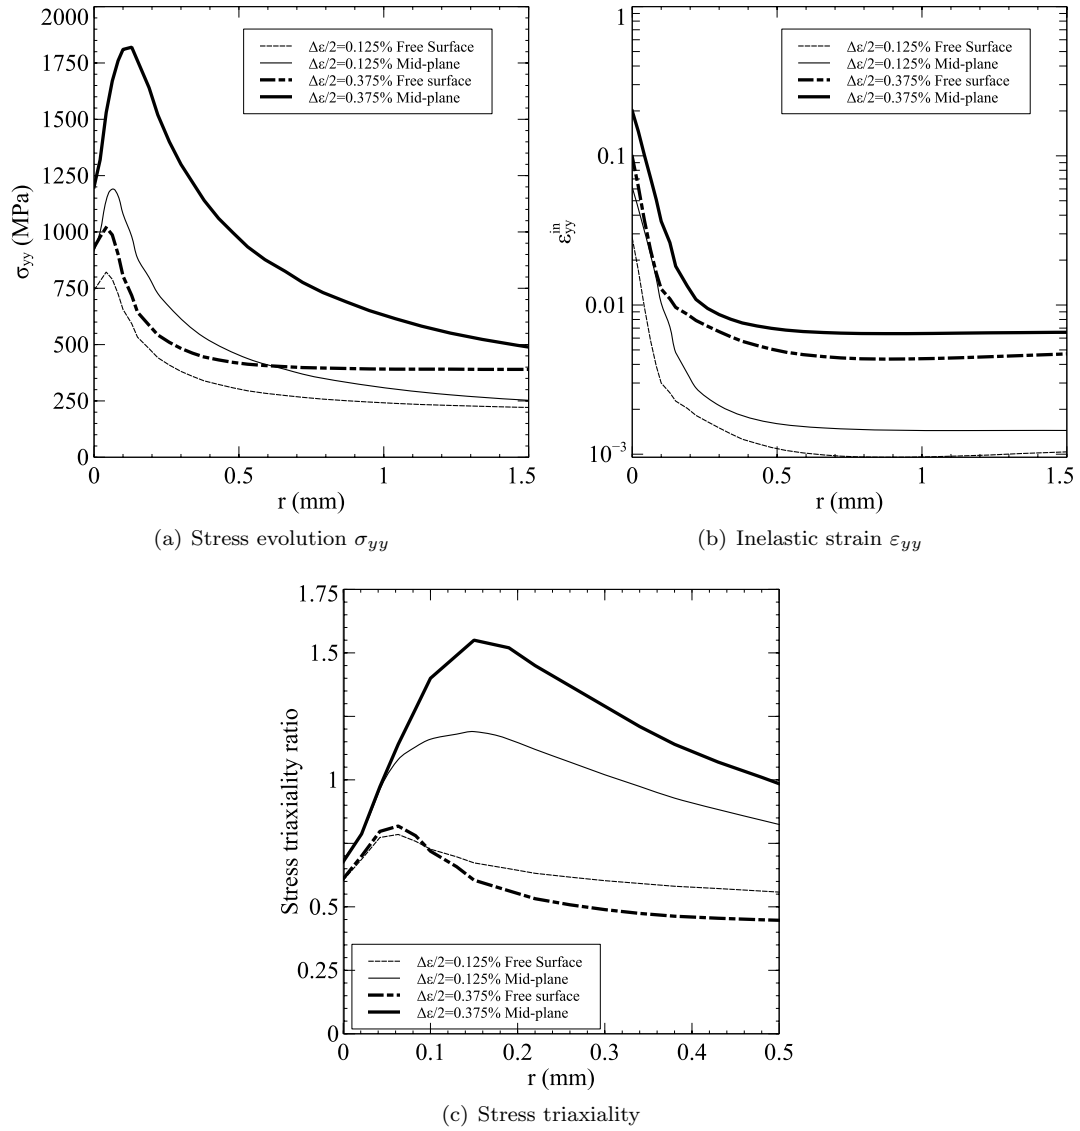 2000
1750
1500
1250
1000
750
500
250
0
σyy (MPa)
Δε/2=0.125% Free Surface
Δε/2=0.125% Mid-plane
Δε/2=0.375% Free surface
Δε/2=0.375% Mid-plane
0 0.5 1 1.5
r (mm)
(a) Stress evolution σyy
1
0.1
0.01
10⁻³
εⁱⁿyy
Δε/2=0.125% Free Surface
Δε/2=0.125% Mid-plane
Δε/2=0.375% Free surface
Δε/2=0.375% Mid-plane
0 0.5 1 1.5
r (mm)
(b) Inelastic strain εyy
1.75
1.5
1
0.5
0.25
0
Stress triaxiality ratio
Δε/2=0.125% Free Surface
Δε/2=0.125% Mid-plane
Δε/2=0.375% Free surface
Δε/2=0.375% Mid-plane
0 0.1 0.2 0.3 0.4 0.5
r (mm)
(c) Stress triaxiality